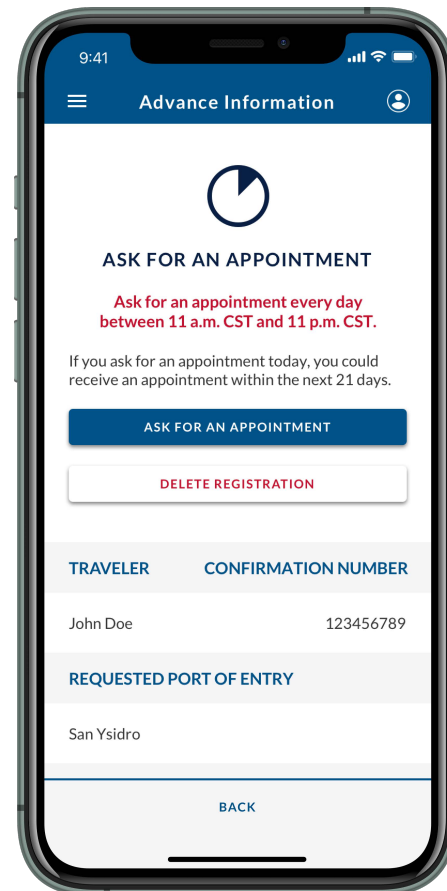 9:41
Advance Information
ASK FOR AN APPOINTMENT
Ask for an appointment every day
between 11 a.m. CST and 11 p.m. CST.
If you ask for an appointment today, you could
receive an appointment within the next 21 days.
ASK FOR AN APPOINTMENT
DELETE REGISTRATION
TRAVELER CONFIRMATION NUMBER
John Doe 123456789
REQUESTED PORT OF ENTRY
San Ysidro
BACK